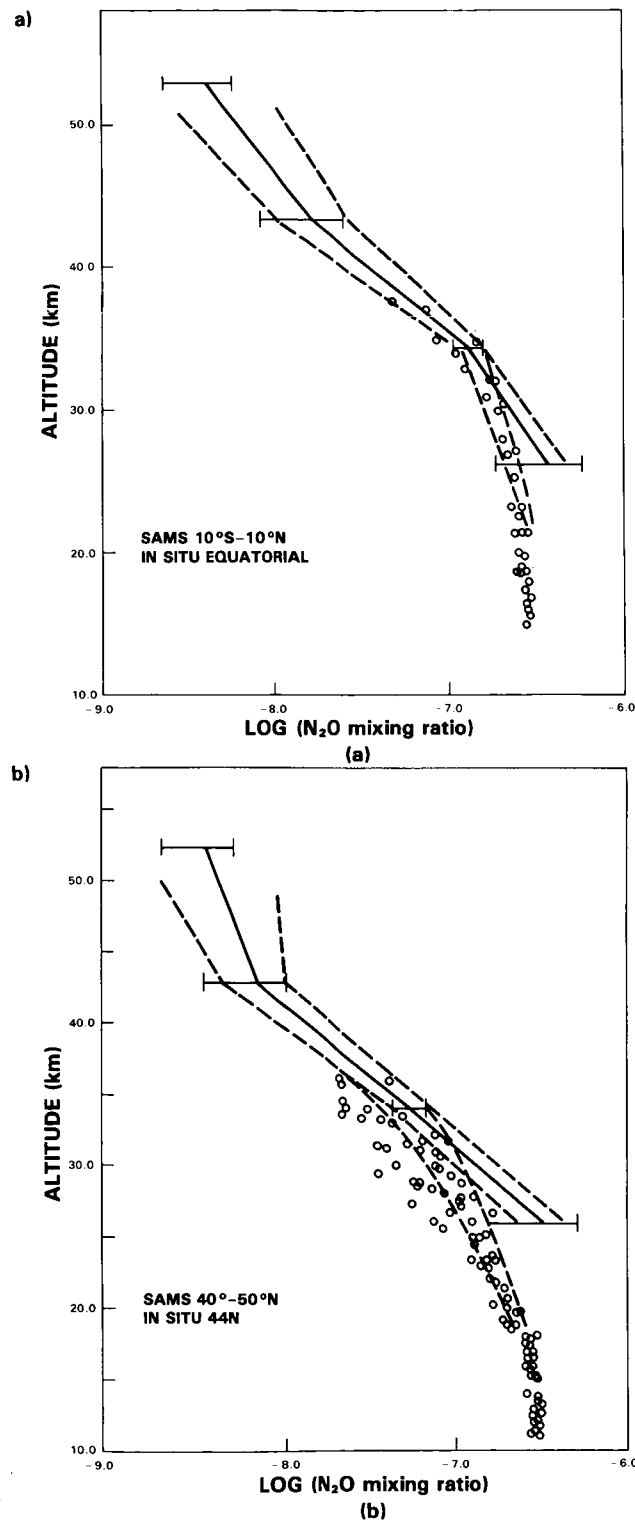 a)
50.0
40.0
30.0
20.0
10.0
ALTITUDE (km)
SAMS 10°S–10°N
IN SITU EQUATORIAL
-9.0
-8.0
-7.0
-6.0
LOG (N₂O mixing ratio)
(a)
b)
50.0
40.0
30.0
20.0
10.0
ALTITUDE (km)
SAMS 40°–50°N
IN SITU 44N
-9.0
-8.0
-7.0
-6.0
LOG (N₂O mixing ratio)
(b)